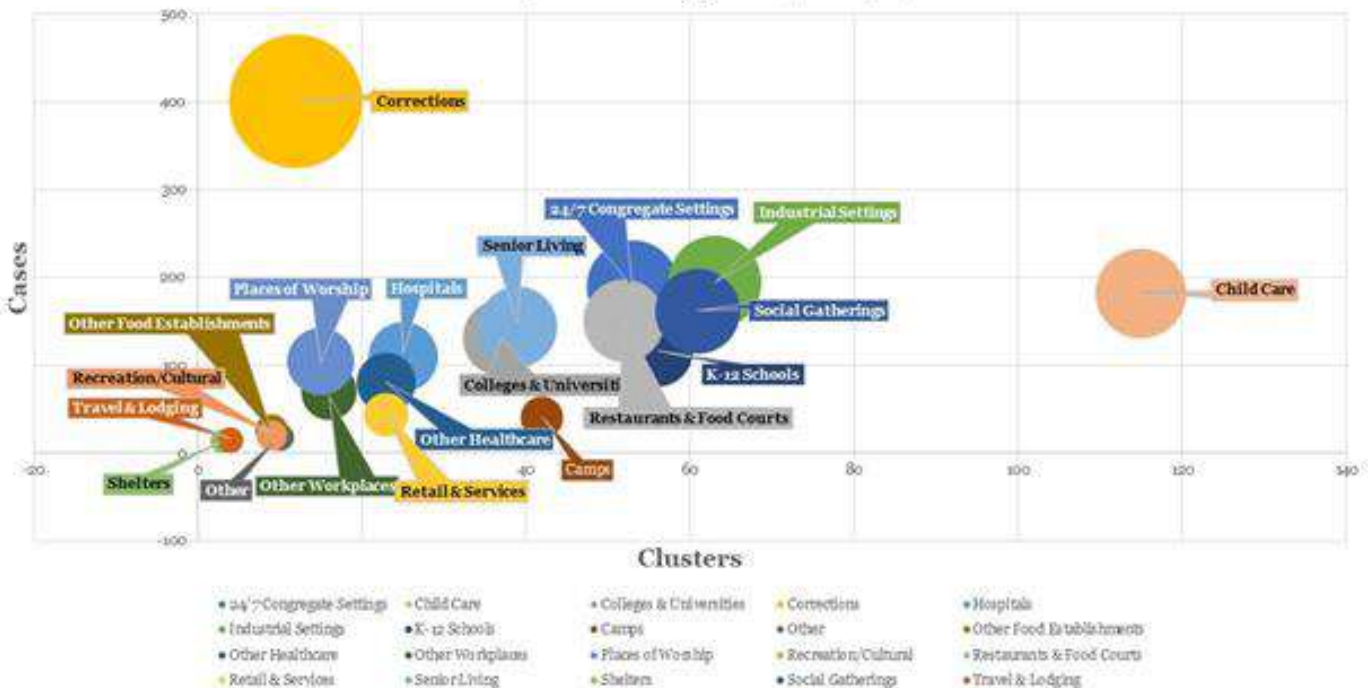 500
400
Corrections
300
24/7 Congregate Settings
Industrial Settings
Senior Living
200
Places of Worship
Hospitals
Child Care
Other Food Establishments
Social Gatherings
100
Recreation/Cultural
Colleges & Universiti
K-12 Schools
Travel & Lodging
Restaurants & Food Courts
Other Healthcare
0
-20 0 40 60 80 100 120 140
Camps
Shelters
Other
Other Workplaces
Retail & Services
-100
Cases
Clusters
24/7 Congregate Settings Child Care Colleges & Universities Corrections Hospitals
Industrial Settings K-12 Schools Camps Other Other Food Establishments
Other Healthcare Other Workplaces Places of Worship Recreation/Cultural Restaurants & Food Courts
Retail & Services Senior Living Shelters Social Gatherings Travel & Lodging